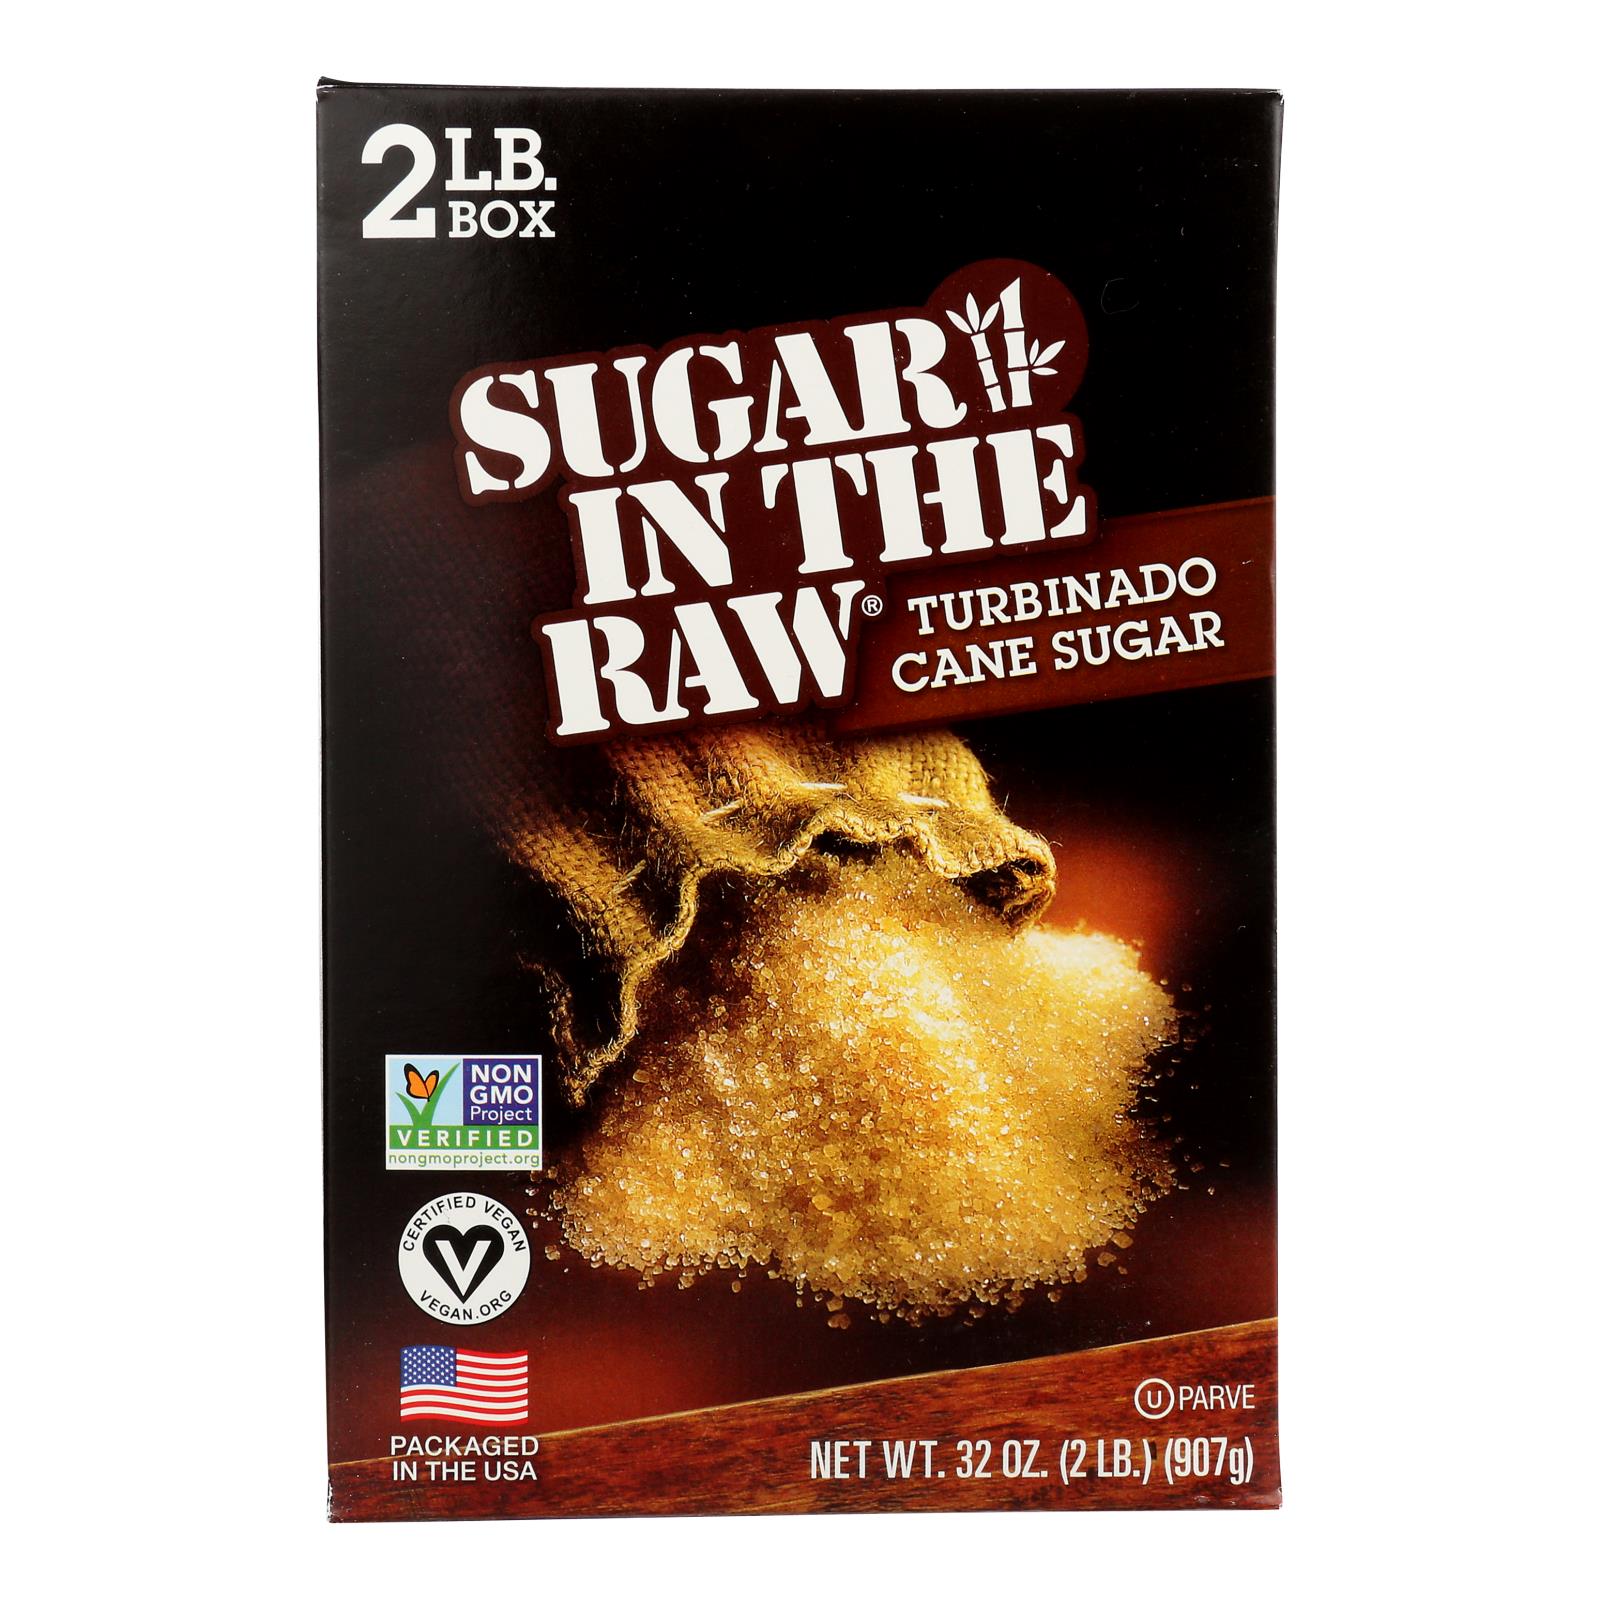 2 LB.
BOX
SUGAR
IN THE
RAW®
TURBINADO
CANE SUGAR
NON
GMO
Project
VERIFIED
nongmoproject.org
CERTIFIED VEGAN
V
VEGAN.ORG
PACKAGED
IN THE USA
U PARVE
NET WT. 32 OZ. (2 LB.) (907g)